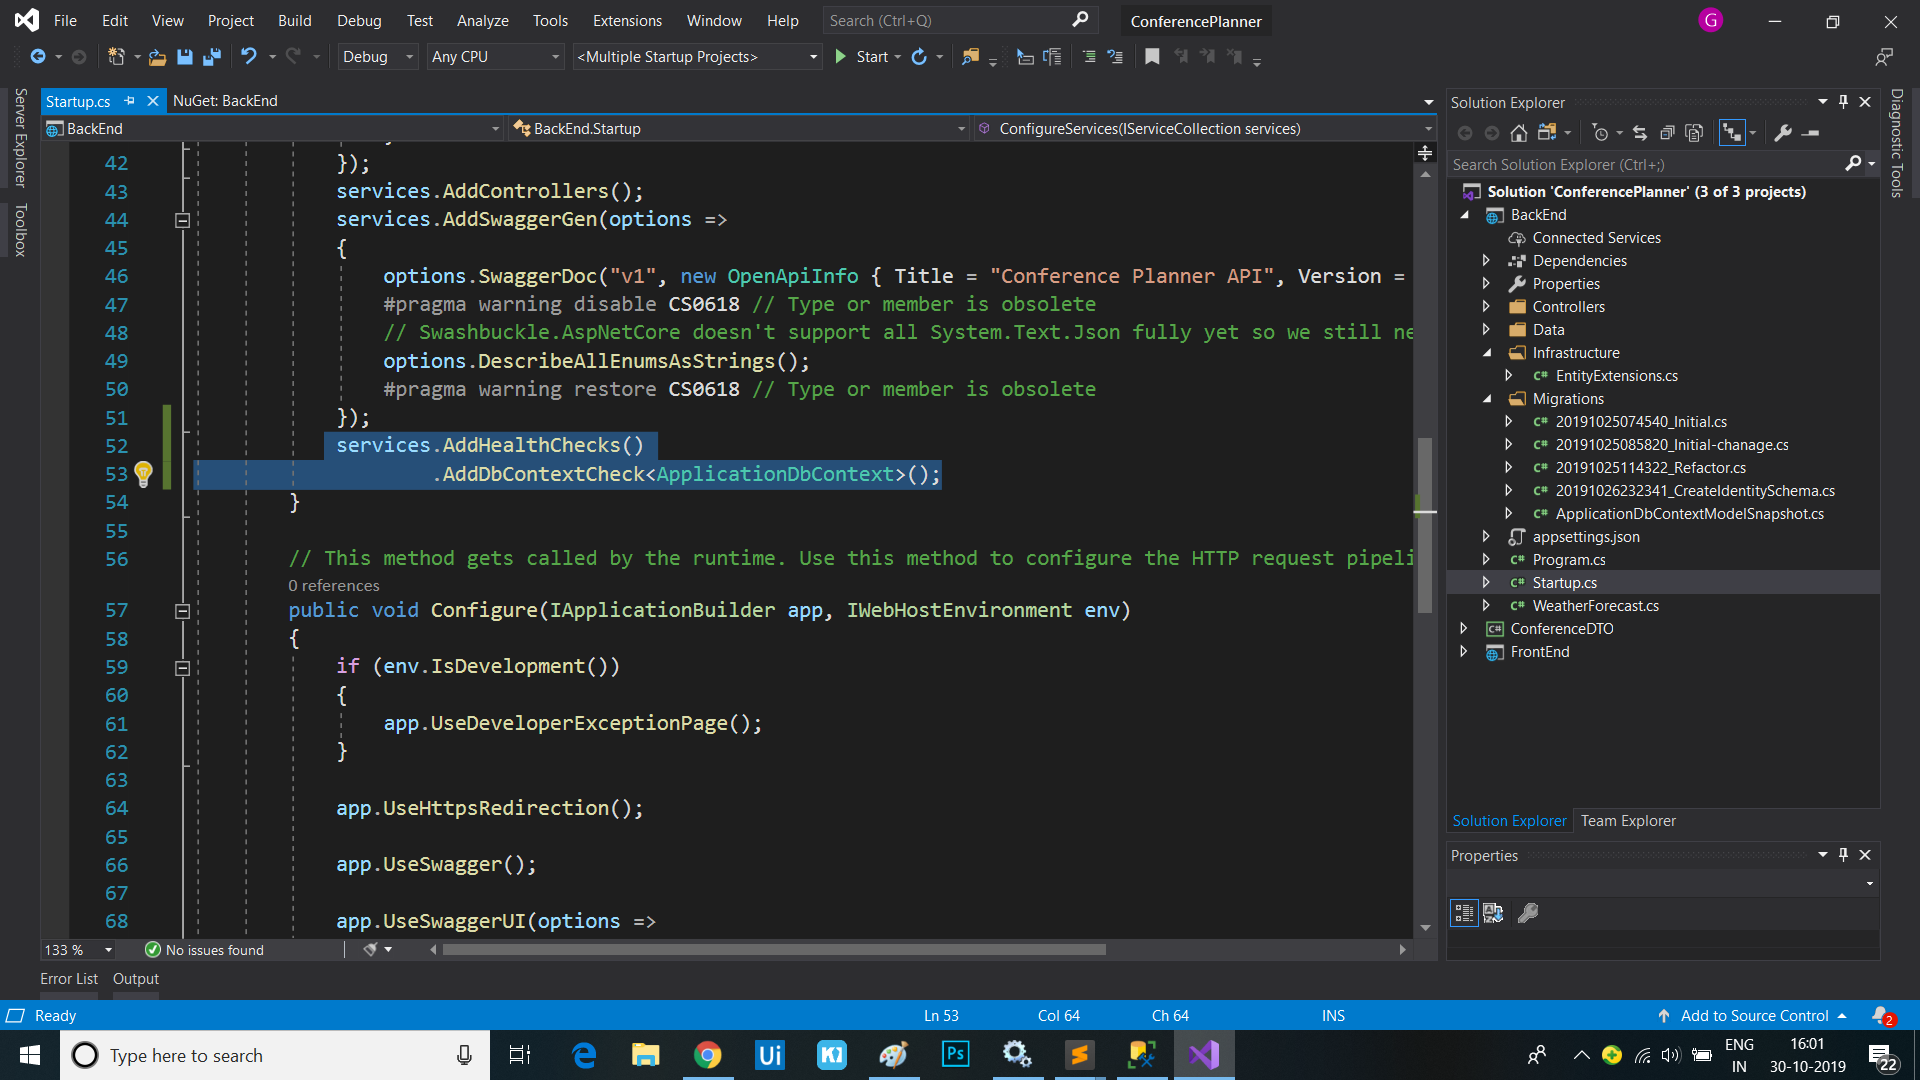 File Edit View Project Build Debug Test Analyze Tools Extensions Window Help Search (Ctrl+Q) ConferencePlanner G
Debug Any CPU <Multiple Startup Projects> Start
Server Explorer
Toolbox
Startup.cs NuGet: BackEnd
BackEnd BackEnd.Startup ConfigureServices(IServiceCollection services)
42 });
43 services.AddControllers();
44 services.AddSwaggerGen(options =>
45 {
46 options.SwaggerDoc("v1", new OpenApiInfo { Title = "Conference Planner API", Version =
47 #pragma warning disable CS0618 // Type or member is obsolete
48 // Swashbuckle.AspNetCore doesn't support all System.Text.Json fully yet so we still ne
49 options.DescribeAllEnumsAsStrings();
50 #pragma warning restore CS0618 // Type or member is obsolete
51 });
52 services.AddHealthChecks()
53 .AddDbContextCheck<ApplicationDbContext>();
54 }
55
56 // This method gets called by the runtime. Use this method to configure the HTTP request pipeli
0 references
57 public void Configure(IApplicationBuilder app, IWebHostEnvironment env)
58 {
59 if (env.IsDevelopment())
60 {
61 app.UseDeveloperExceptionPage();
62 }
63
64 app.UseHttpsRedirection();
65
66 app.UseSwagger();
67
68 app.UseSwaggerUI(options =>
133 % No issues found
Error List Output
Solution Explorer
Search Solution Explorer (Ctrl+;)
Solution 'ConferencePlanner' (3 of 3 projects)
BackEnd
Connected Services
Dependencies
Properties
Controllers
Data
Infrastructure
C# EntityExtensions.cs
Migrations
C# 20191025074540_Initial.cs
C# 20191025085820_Initial-chanage.cs
C# 20191025114322_Refactor.cs
C# 20191026232341_CreateIdentitySchema.cs
C# ApplicationDbContextModelSnapshot.cs
appsettings.json
C# Program.cs
C# Startup.cs
C# WeatherForecast.cs
C# ConferenceDTO
FrontEnd
Solution Explorer Team Explorer
Properties
Diagnostic Tools
Ready Ln 53 Col 64 Ch 64 INS Add to Source Control 2
Type here to search Ui K Ps ENG IN 16:01 30-10-2019 22